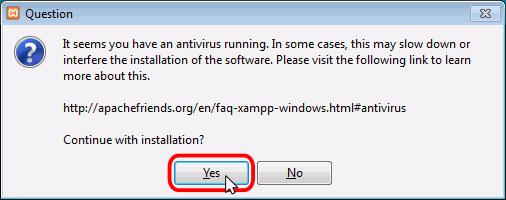 Question
It seems you have an antivirus running. In some cases, this may slow down or
interfere the installation of the software. Please visit the following link to learn
more about this.
http://apachefriends.org/en/faq-xampp-windows.html#antivirus
Continue with installation?
Yes No